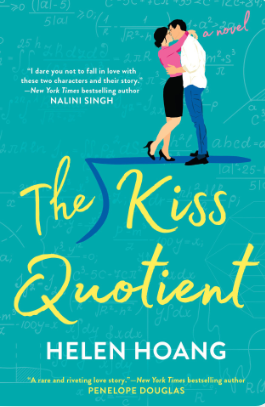 a novel
"I dare you not to fall in love with
these two characters and their story."
—New York Times bestselling author
NALINI SINGH
The Kiss
Quotient
HELEN HOANG
"A rare and riveting love story."—New York Times bestselling author
PENELOPE DOUGLAS